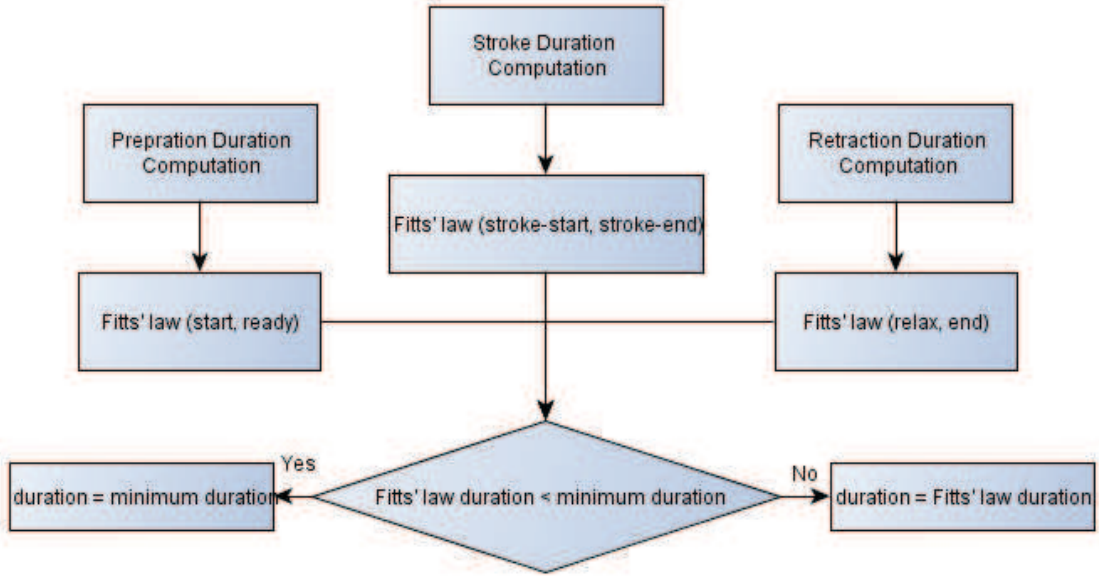 Stroke Duration
Computation
Prepration Duration
Computation
Retraction Duration
Computation
Fitts' law (stroke-start, stroke-end)
Fitts' law (start, ready)
Fitts' law (relax, end)
Yes
No
duration = minimum duration
Fitts' law duration < minimum duration
duration = Fitts' law duration